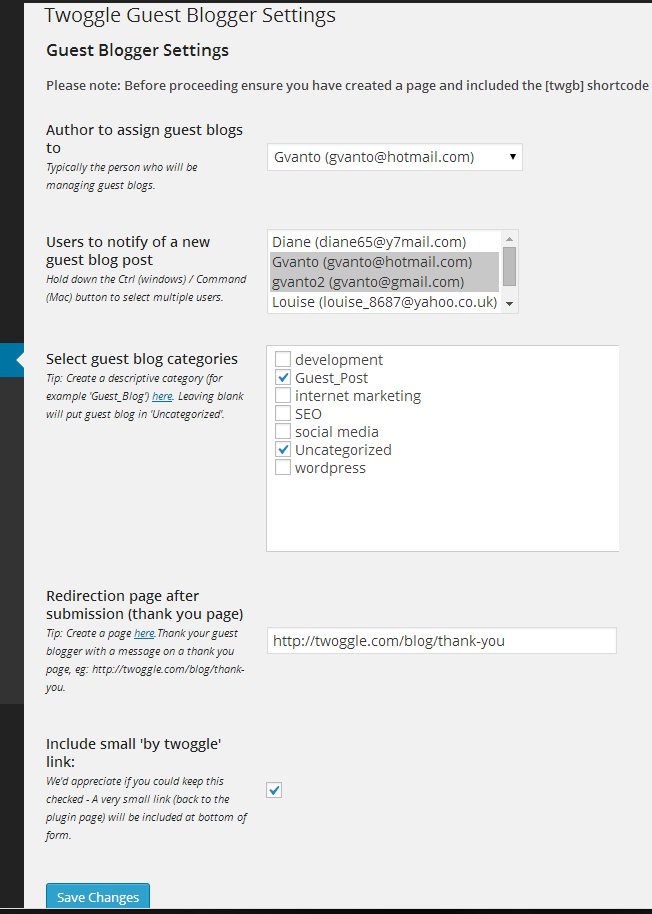 Twoggle Guest Blogger Settings
Guest Blogger Settings
Please note: Before proceeding ensure you have created a page and included the [twgb] shortcode
Author to assign guest blogs
to
Typically the person who will be
managing guest blogs.
Gvanto (gvanto@hotmail.com)
Users to notify of a new
guest blog post
Hold down the Ctrl (windows) / Command
(Mac) button to select multiple users.
Diane (diane65@y7mail.com)
Gvanto (gvanto@hotmail.com)
gvanto2 (gvanto@gmail.com)
Louise (louise_8687@yahoo.co.uk)
Select guest blog categories
Tip: Create a descriptive category (for
example 'Guest_Blog') here. Leaving blank
will put guest blog in 'Uncategorized'.
development
Guest_Post
internet marketing
SEO
social media
Uncategorized
wordpress
Redirection page after
submission (thank you page)
Tip: Create a page here.Thank your guest
blogger with a message on a thank you
page, eg: http://twoggle.com/blog/thank-
you.
http://twoggle.com/blog/thank-you
Include small 'by twoggle'
link:
We'd appreciate if you could keep this
checked - A very small link (back to the
plugin page) will be included at bottom of
form.
Save Changes